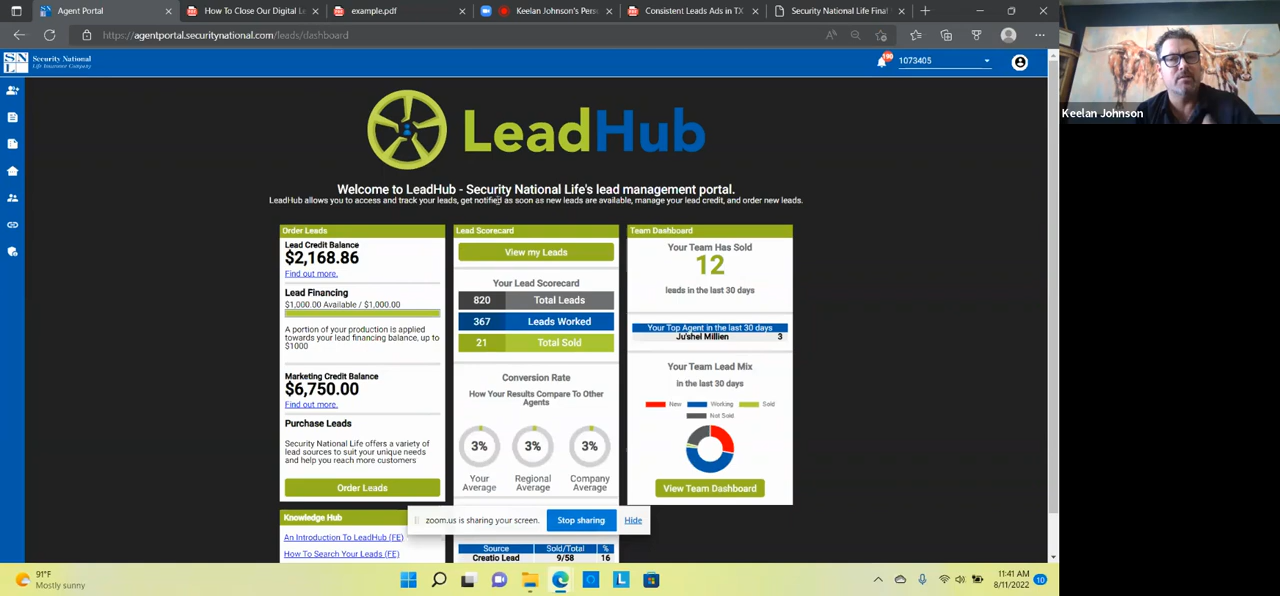 Agent Portal
How To Close Our Digital Le
example.pdf
Keelan Johnson's Perso
Consistent Leads Ads in TX
Security National Life Final
https://agentportal.securitynational.com/leads/dashboard
SNL
Security National
Life Insurance Company
190
1073405
Keelan Johnson
LeadHub
Welcome to LeadHub - Security National Life's lead management portal.
LeadHub allows you to access and track your leads, get notified as soon as new leads are available, manage your lead credit, and order new leads.
Order Leads
Lead Credit Balance
$2,168.86
Find out more.
Lead Financing
$1,000.00 Available / $1,000.00
A portion of your production is applied
towards your lead financing balance, up to
$1000
Marketing Credit Balance
$6,750.00
Find out more.
Purchase Leads
Security National Life offers a variety of
lead sources to suit your unique needs
and help you reach more customers
Order Leads
Knowledge Hub
An Introduction To LeadHub (FE)
How To Search Your Leads (FE)
Lead Scorecard
View my Leads
Your Lead Scorecard
820 Total Leads
367 Leads Worked
21 Total Sold
Conversion Rate
How Your Results Compare To Other
Agents
3% 3% 3%
Your Regional Company
Average Average Average
zoom.us is sharing your screen. Stop sharing Hide
Source Sold/Total %
Creatio Lead 9/58 16
Team Dashboard
Your Team Has Sold
12
leads in the last 30 days
Your Top Agent in the last 30 days
Ju'shel Millien 3
Your Team Lead Mix
in the last 30 days
New Working Sold
Not Sold
View Team Dashboard
91°F
Mostly sunny
11:41 AM
8/11/2022
10